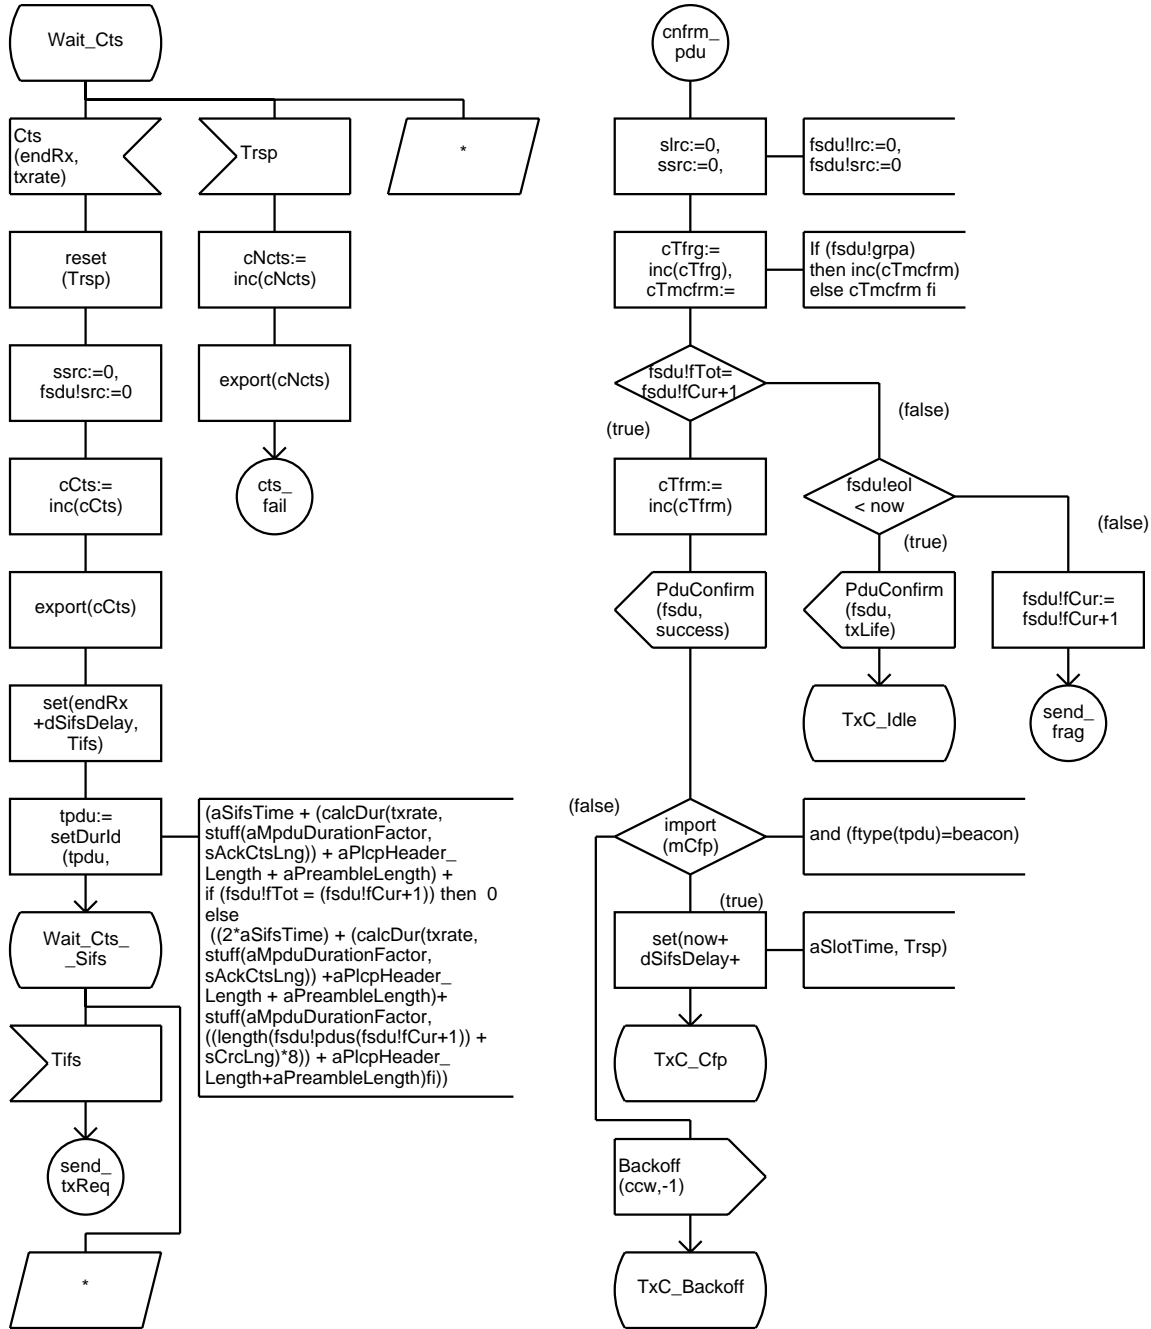 Wait_Cts
Cts
(endRx,
txrate)
Trsp
*
reset
(Trsp)
cNcts:=
inc(cNcts)
ssrc:=0,
fsdu!src:=0
export(cNcts)
cCts:=
inc(cCts)
cts_
fail
export(cCts)
set(endRx
+dSifsDelay,
Tifs)
tpdu:=
setDurId
(tpdu,
(aSifsTime + (calcDur(txrate,
stuff(aMpduDurationFactor,
sAckCtsLng)) + aPlcpHeader_
Length + aPreambleLength) +
if (fsdu!fTot = (fsdu!fCur+1)) then  0
else
((2*aSifsTime) + (calcDur(txrate,
stuff(aMpduDurationFactor,
sAckCtsLng)) +aPlcpHeader_
Length + aPreambleLength)+
stuff(aMpduDurationFactor,
((length(fsdu!pdus(fsdu!fCur+1)) +
sCrcLng)*8)) + aPlcpHeader_
Length+aPreambleLength)fi))
Wait_Cts_
_Sifs
Tifs
send_
txReq
*
cnfrm_
pdu
slrc:=0,
ssrc:=0,
fsdu!lrc:=0,
fsdu!src:=0
cTfrg:=
inc(cTfrg),
cTmcfrm:=
If (fsdu!grpa)
then inc(cTmcfrm)
else cTmcfrm fi
fsdu!fTot=
fsdu!fCur+1
(false)
(true)
cTfrm:=
inc(cTfrm)
fsdu!eol
< now
(false)
(true)
PduConfirm
(fsdu,
success)
PduConfirm
(fsdu,
txLife)
fsdu!fCur:=
fsdu!fCur+1
TxC_Idle
send_
frag
(false)
import
(mCfp)
and (ftype(tpdu)=beacon)
(true)
set(now+
dSifsDelay+
aSlotTime, Trsp)
TxC_Cfp
Backoff
(ccw,-1)
TxC_Backoff